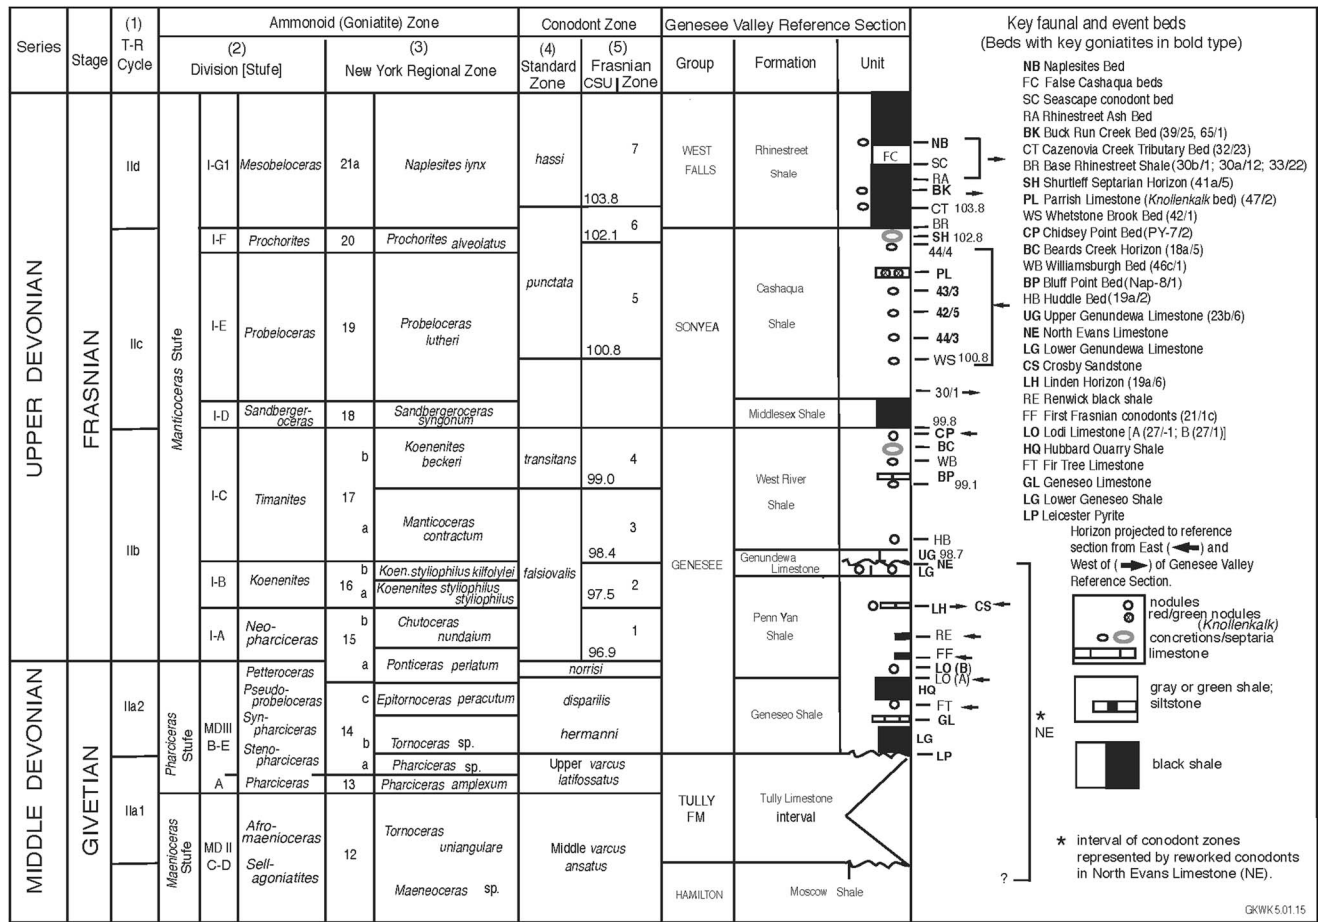 Series
Stage
(1)
T-R
Cycle
Ammonoid (Goniatite) Zone
(2)
Division [Stufe]
(3)
New York Regional Zone
Conodont Zone
(4)
Standard
Zone
(5)
Frasnian
CSU Zone
Genesee Valley Reference Section
Group
Formation
Unit
UPPER DEVONIAN
MIDDLE DEVONIAN
FRASNIAN
GIVETIAN
IId
IIc
IIb
IIa2
IIa1
Manticoceras Stufe
Pharciceras
Stufe
Maenioceras
Stufe
I-G1
I-F
I-E
I-D
I-C
I-B
I-A
MDIII
B-E
A
MD II
C-D
Mesobeloceras
Prochorites
Probeloceras
Sandberger-
oceras
Timanites
Koenenites
Neo-
pharciceras
Petteroceras
Pseudo-
probeloceras
Syn-
pharciceras
Steno-
pharciceras
Pharciceras
Afro-
maenioceras
Sell-
agoniatites
21a
20
19
18
b
17
a
b
16
a
b
15
a
c
14
b
a
13
12
Naplesites iynx
Prochorites alveolatus
Probeloceras
lutheri
Sandbergeroceras
syngonum
Koenenites
beckeri
Manticoceras
contractum
Koen.styliophilus kilfolylei
Koenenites styliophilus
styliophilus
Chutoceras
nundaium
Ponticeras perlatum
Epitornoceras peracutum
Tornoceras sp.
Pharciceras sp.
Pharciceras amplexum
Tornoceras
uniangulare
Maeneoceras sp.
hassi
punctata
transitans
falsiovalis
norrisi
disparilis
hermanni
Upper varcus
latifossatus
Middle varcus
ansatus
7
103.8
6
102.1
5
100.8
4
99.0
3
98.4
2
97.5
1
96.9
WEST
FALLS
SONYEA
GENESEE
TULLY
FM
HAMILTON
Rhinestreet
Shale
Cashaqua
Shale
Middlesex Shale
West River
Shale
Genundewa
Limestone
Penn Yan
Shale
Geneseo Shale
Tully Limestone
interval
Moscow Shale
FC
NB
SC
RA
BK
CT 103.8
BR
SH 102.8
44/4
PL
43/3
42/5
44/3
WS 100.8
30/1
99.8
CP
BC
WB
BP
99.1
HB
UG 98.7
NE
LG
LH CS
RE
FF
LO (B)
LO (A)
HQ
FT
GL
LG
LP
*
NE
?
Key faunal and event beds
(Beds with key goniatites in bold type)
NB Naplesites Bed
FC False Cashaqua beds
SC Seascape conodont bed
RA Rhinestreet Ash Bed
BK Buck Run Creek Bed (39/25, 65/1)
CT Cazenovia Creek Tributary Bed (32/23)
BR Base Rhinestreet Shale (30b/1; 30a/12; 33/22)
SH Shurtleff Septarian Horizon (41a/5)
PL Parrish Limestone (Knollenkalk bed) (47/2)
WS Whetstone Brook Bed (42/1)
CP Chidsey Point Bed (PY-7/2)
BC Beards Creek Horizon (18a/5)
WB Williamsburgh Bed (46c/1)
BP Bluff Point Bed (Nap-8/1)
HB Huddle Bed (19a/2)
UG Upper Genundewa Limestone (23b/6)
NE North Evans Limestone
LG Lower Genundewa Limestone
CS Crosby Sandstone
LH Linden Horizon (19a/6)
RE Renwick black shale
FF First Frasnian conodonts (21/1c)
LO Lodi Limestone [A (27/-1; B (27/1)]
HQ Hubbard Quarry Shale
FT Fir Tree Limestone
GL Geneseo Limestone
LG Lower Geneseo Shale
LP Leicester Pyrite
Horizon projected to reference
section from East (←) and
West of (→) of Genesee Valley
Reference Section.
nodules
red/green nodules
(Knollenkalk)
concretions/septaria
limestone
gray or green shale;
siltstone
black shale
* interval of conodont zones
represented by reworked conodonts
in North Evans Limestone (NE).
GKWK 5.01.15